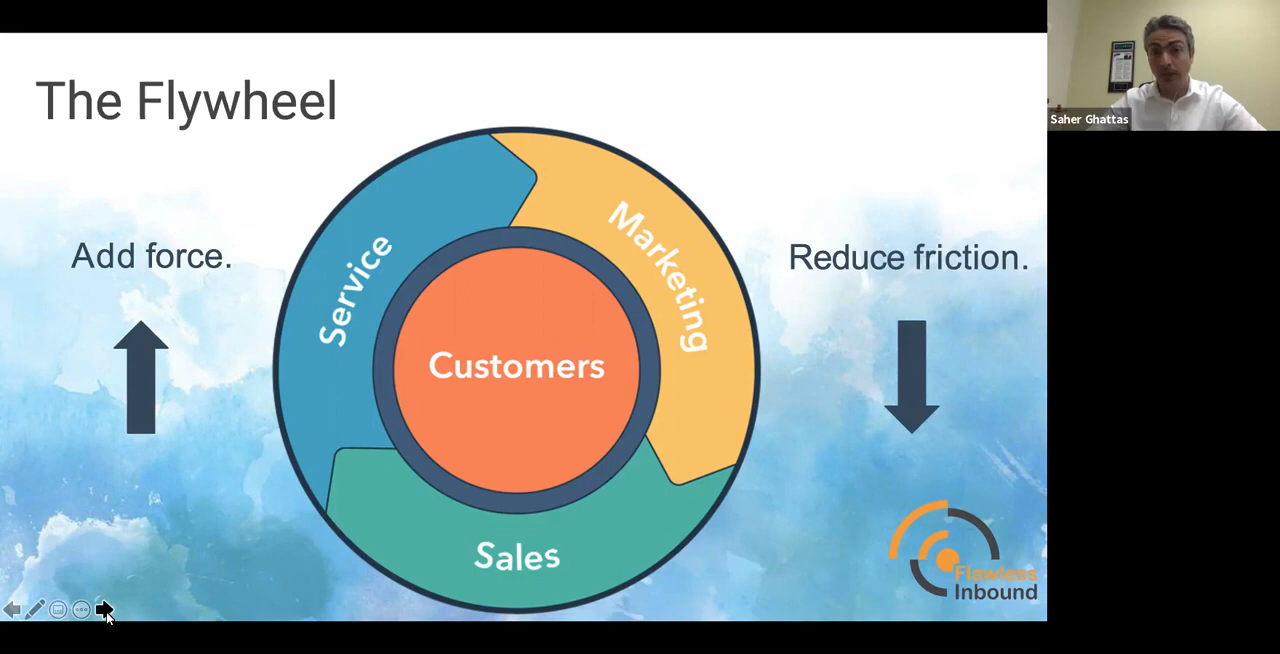 The Flywheel
Saher Ghattas
Add force.
Service
Marketing
Customers
Sales
Reduce friction.
Flawless
Inbound